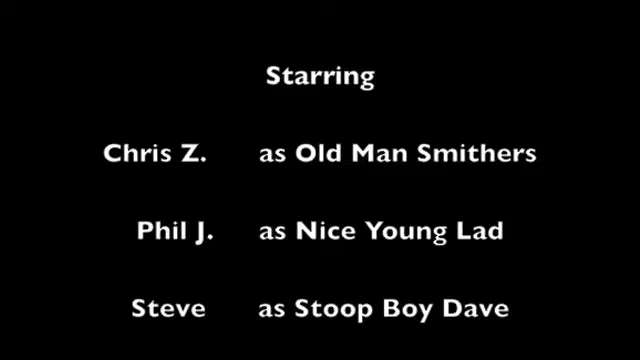 Starring
Chris Z. as Old Man Smithers
Phil J. as Nice Young Lad
Steve as Stoop Boy Dave